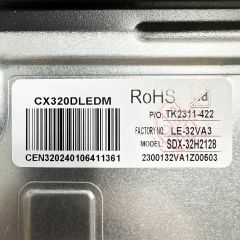 CX320DLEDM
CEN320240106411361
RoHS
P/O: TK2311-422
FACTORY NO. LE-32VA3
MODEL: SDX-32H2128
2300132VA1Z00503